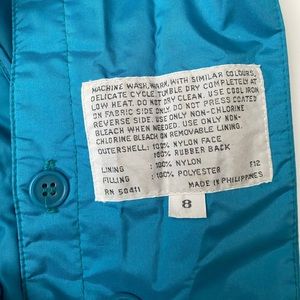 MACHINE WASH, WARM, WITH SIMILAR COLOURS,
DELICATE CYCLE. TUMBLE DRY COMPLETELY AT
LOW HEAT. DO NOT DRY CLEAN. USE COOL IRON
ON FABRIC SIDE ONLY. DO NOT PRESS COATED
REVERSE SIDE. USE ONLY NON-CHLORINE
BLEACH WHEN NEEDED. USE ONLY NON-
CHLORINE BLEACH ON REMOVABLE LINING.
OUTERSHELL: 100% NYLON FACE
100% RUBBER BACK
LINING : 100% NYLON
FILLING : 100% POLYESTER F12
RN 50411 MADE IN PHILIPPINES
8